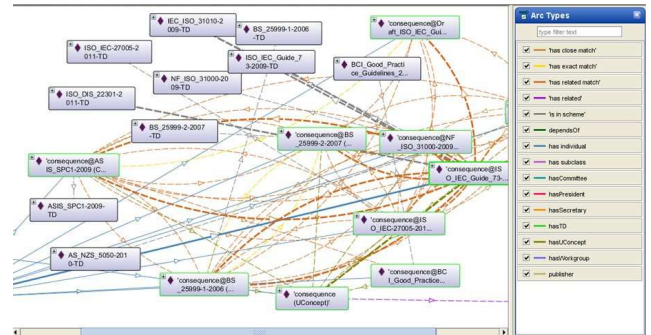 IEC_ISO_31010-2
009-TD
BS_25999-1-2006
-TD
'consequence@Dr
aft_ISO_IEC_Gui...
ISO_IEC-27005-2
011-TD
ISO_IEC_Guide_7
3-2009-TD
BCI_Good_Practi
ce_Guidelines_2...
NF_ISO_31000-20
09-TD
ISO_DIS_22301-2
011-TD
BS_25999-2-2007
-TD
'consequence@BS
_25999-2-2007 (...
'consequence@NF
_ISO_31000-2009...
'consequence@AS
IS_SPC1-2009 (C...
'consequence@IS
O_IEC_Guide_73-...
ASIS_SPC1-2009-
TD
'consequence@IS
O_IEC-27005-201...
AS_NZS_5050-201
0-TD
'consequence@BS
_25999-1-2006 (...
'consequence
(UConcept)'
'consequence@BC
I_Good_Practice...
Arc Types
type filter text
'has close match'
'has exact match'
'has related match'
'has related'
'is in scheme'
dependsOf
has individual
has subclass
hasCommittee
hasPresident
hasSecretary
hasTD
hasUConcept
hasWorkgroup
publisher